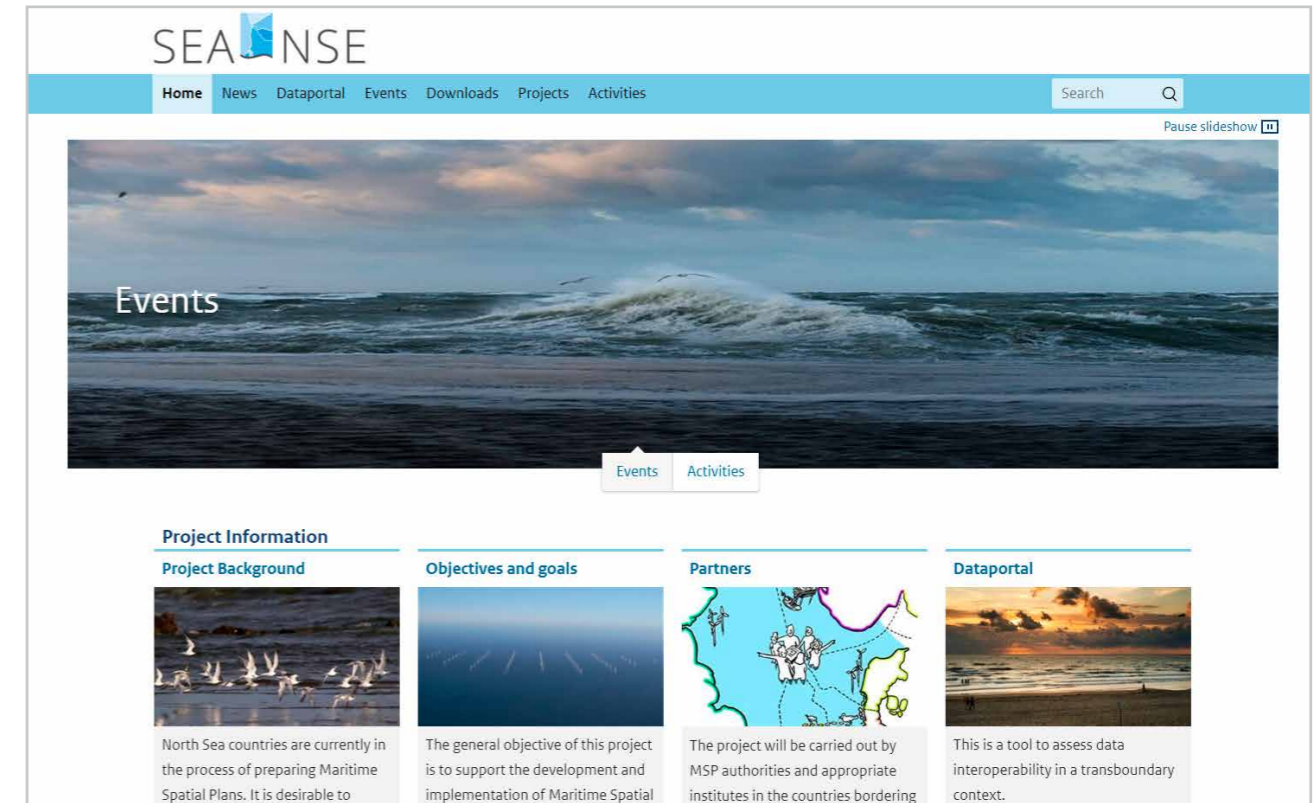 SEANSE
Home News Dataportal Events Downloads Projects Activities Search
Pause slideshow
Events
Events Activities
Project Information
Project Background
North Sea countries are currently in
the process of preparing Maritime
Spatial Plans. It is desirable to
Objectives and goals
The general objective of this project
is to support the development and
implementation of Maritime Spatial
Partners
The project will be carried out by
MSP authorities and appropriate
institutes in the countries bordering
Dataportal
This is a tool to assess data
interoperability in a transboundary
context.